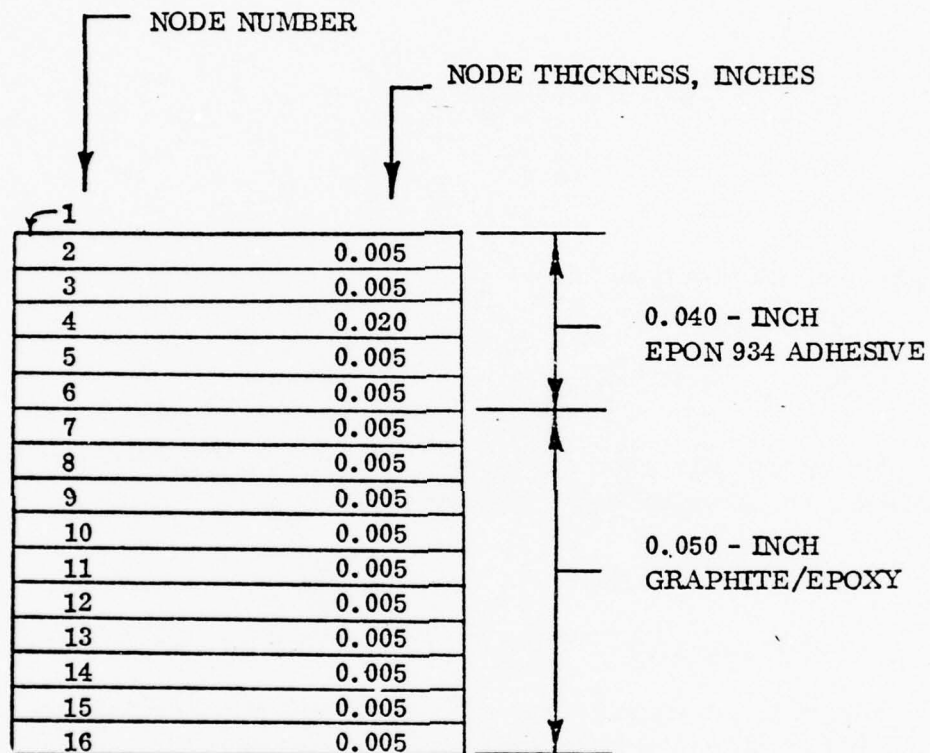 NODE NUMBER
NODE THICKNESS, INCHES
1
2 0.005
3 0.005
4 0.020
5 0.005
6 0.005
7 0.005
8 0.005
9 0.005
10 0.005
11 0.005
12 0.005
13 0.005
14 0.005
15 0.005
16 0.005
0.040 - INCH
EPON 934 ADHESIVE
0.050 - INCH
GRAPHITE/EPOXY